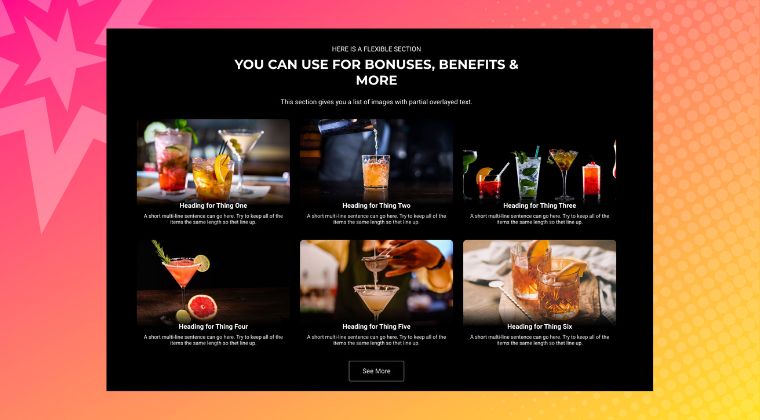 HERE IS A FLEXIBLE SECTION
YOU CAN USE FOR BONUSES, BENEFITS &
MORE
This section gives you a list of images with partial overlayed text.
Heading for Thing One
A short multi-line sentence can go here. Try to keep all of the
items the same length so thet line up.
Heading for Thing Two
A short multi-line sentence can go here. Try to keep all of the
items the same length so thet line up.
Heading for Thing Three
A short multi-line sentence can go here. Try to keep all of the
items the same length so thet line up.
Heading for Thing Four
A short multi-line sentence can go here. Try to keep all of the
items the same length so thet line up.
Heading for Thing Five
A short multi-line sentence can go here. Try to keep all of the
items the same length so thet line up.
Heading for Thing Six
A short multi-line sentence can go here. Try to keep all of the
items the same length so thet line up.
See More